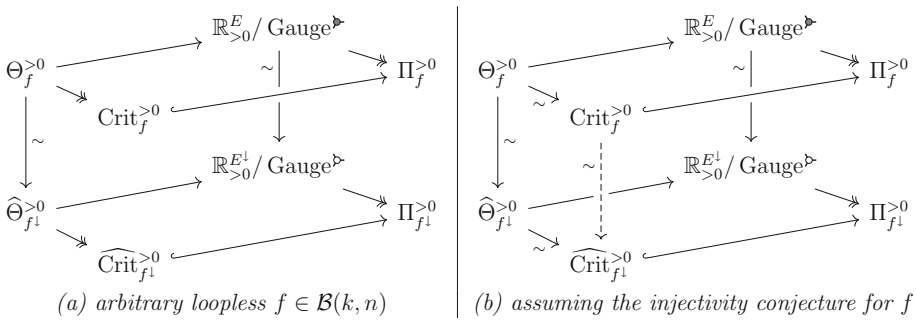 ℝ^E_{>0}/ Gauge ℝ^E_{>0}/ Gauge
Θ^{>0}_f ∼ Π^{>0}_f Θ^{>0}_f ∼ Π^{>0}_f
Crit^{>0}_f ∼ Crit^{>0}_f
∼ ∼ ∼
ℝ^{E↓}_{>0}/ Gauge ℝ^{E↓}_{>0}/ Gauge
Θ̂^{>0}_{f↓} Π^{>0}_{f↓} Θ̂^{>0}_{f↓} Π^{>0}_{f↓}
Ĉrit^{>0}_{f↓} ∼ Ĉrit^{>0}_{f↓}
(a) arbitrary loopless f ∈ ℬ(k, n) (b) assuming the injectivity conjecture for f